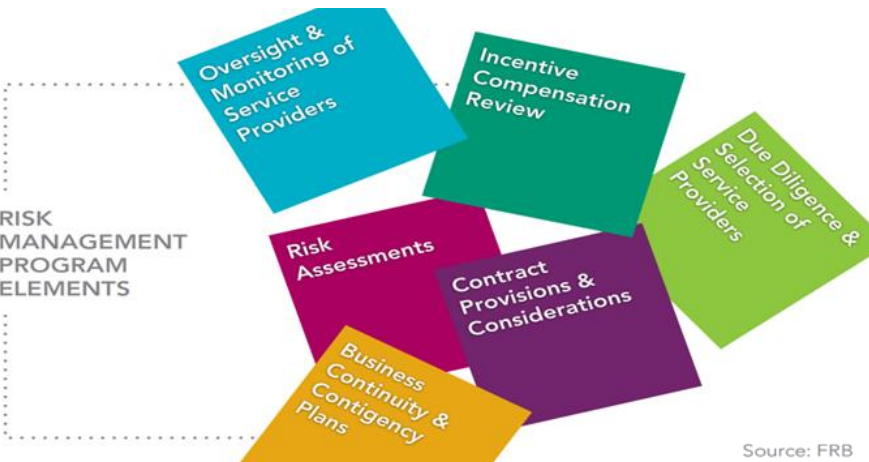 Oversight &
Monitoring of
Service
Providers
Incentive
Compensation
Review
Due Diligence &
Selection of
Service
Providers
RISK
MANAGEMENT
PROGRAM
ELEMENTS
Risk
Assessments
Contract
Provisions &
Considerations
Business
Continuity &
Contigency
Plans
Source: FRB